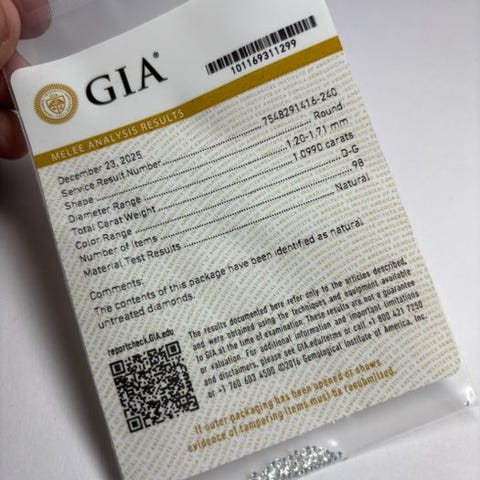 GIA®
101169311299
MELEE ANALYSIS RESULTS
December 23, 2025
Service Result Number 7548291416-240
Shape Round
Diameter Range 1.20-1.71 mm
Total Carat Weight 1.0990 carats
Color Range D-G
Number of Items 98
Material Test Results Natural
Comments:
The contents of this package have been identified as natural,
untreated diamonds.
reportcheck.GIA.edu
The results documented here refer only to the articles described,
and were obtained using the techniques and equipment available
to GIA at the time of examination. These results are not a guarantee
or valuation. For additional information and important limitations
and disclaimers, please see GIA.edu/terms or call +1 800 421 7250
or +1 760 603 4500 ©2016 Gemological Institute of America, Inc.
If outer packaging has been opened or shows
evidence of tampering items must be resubmitted.